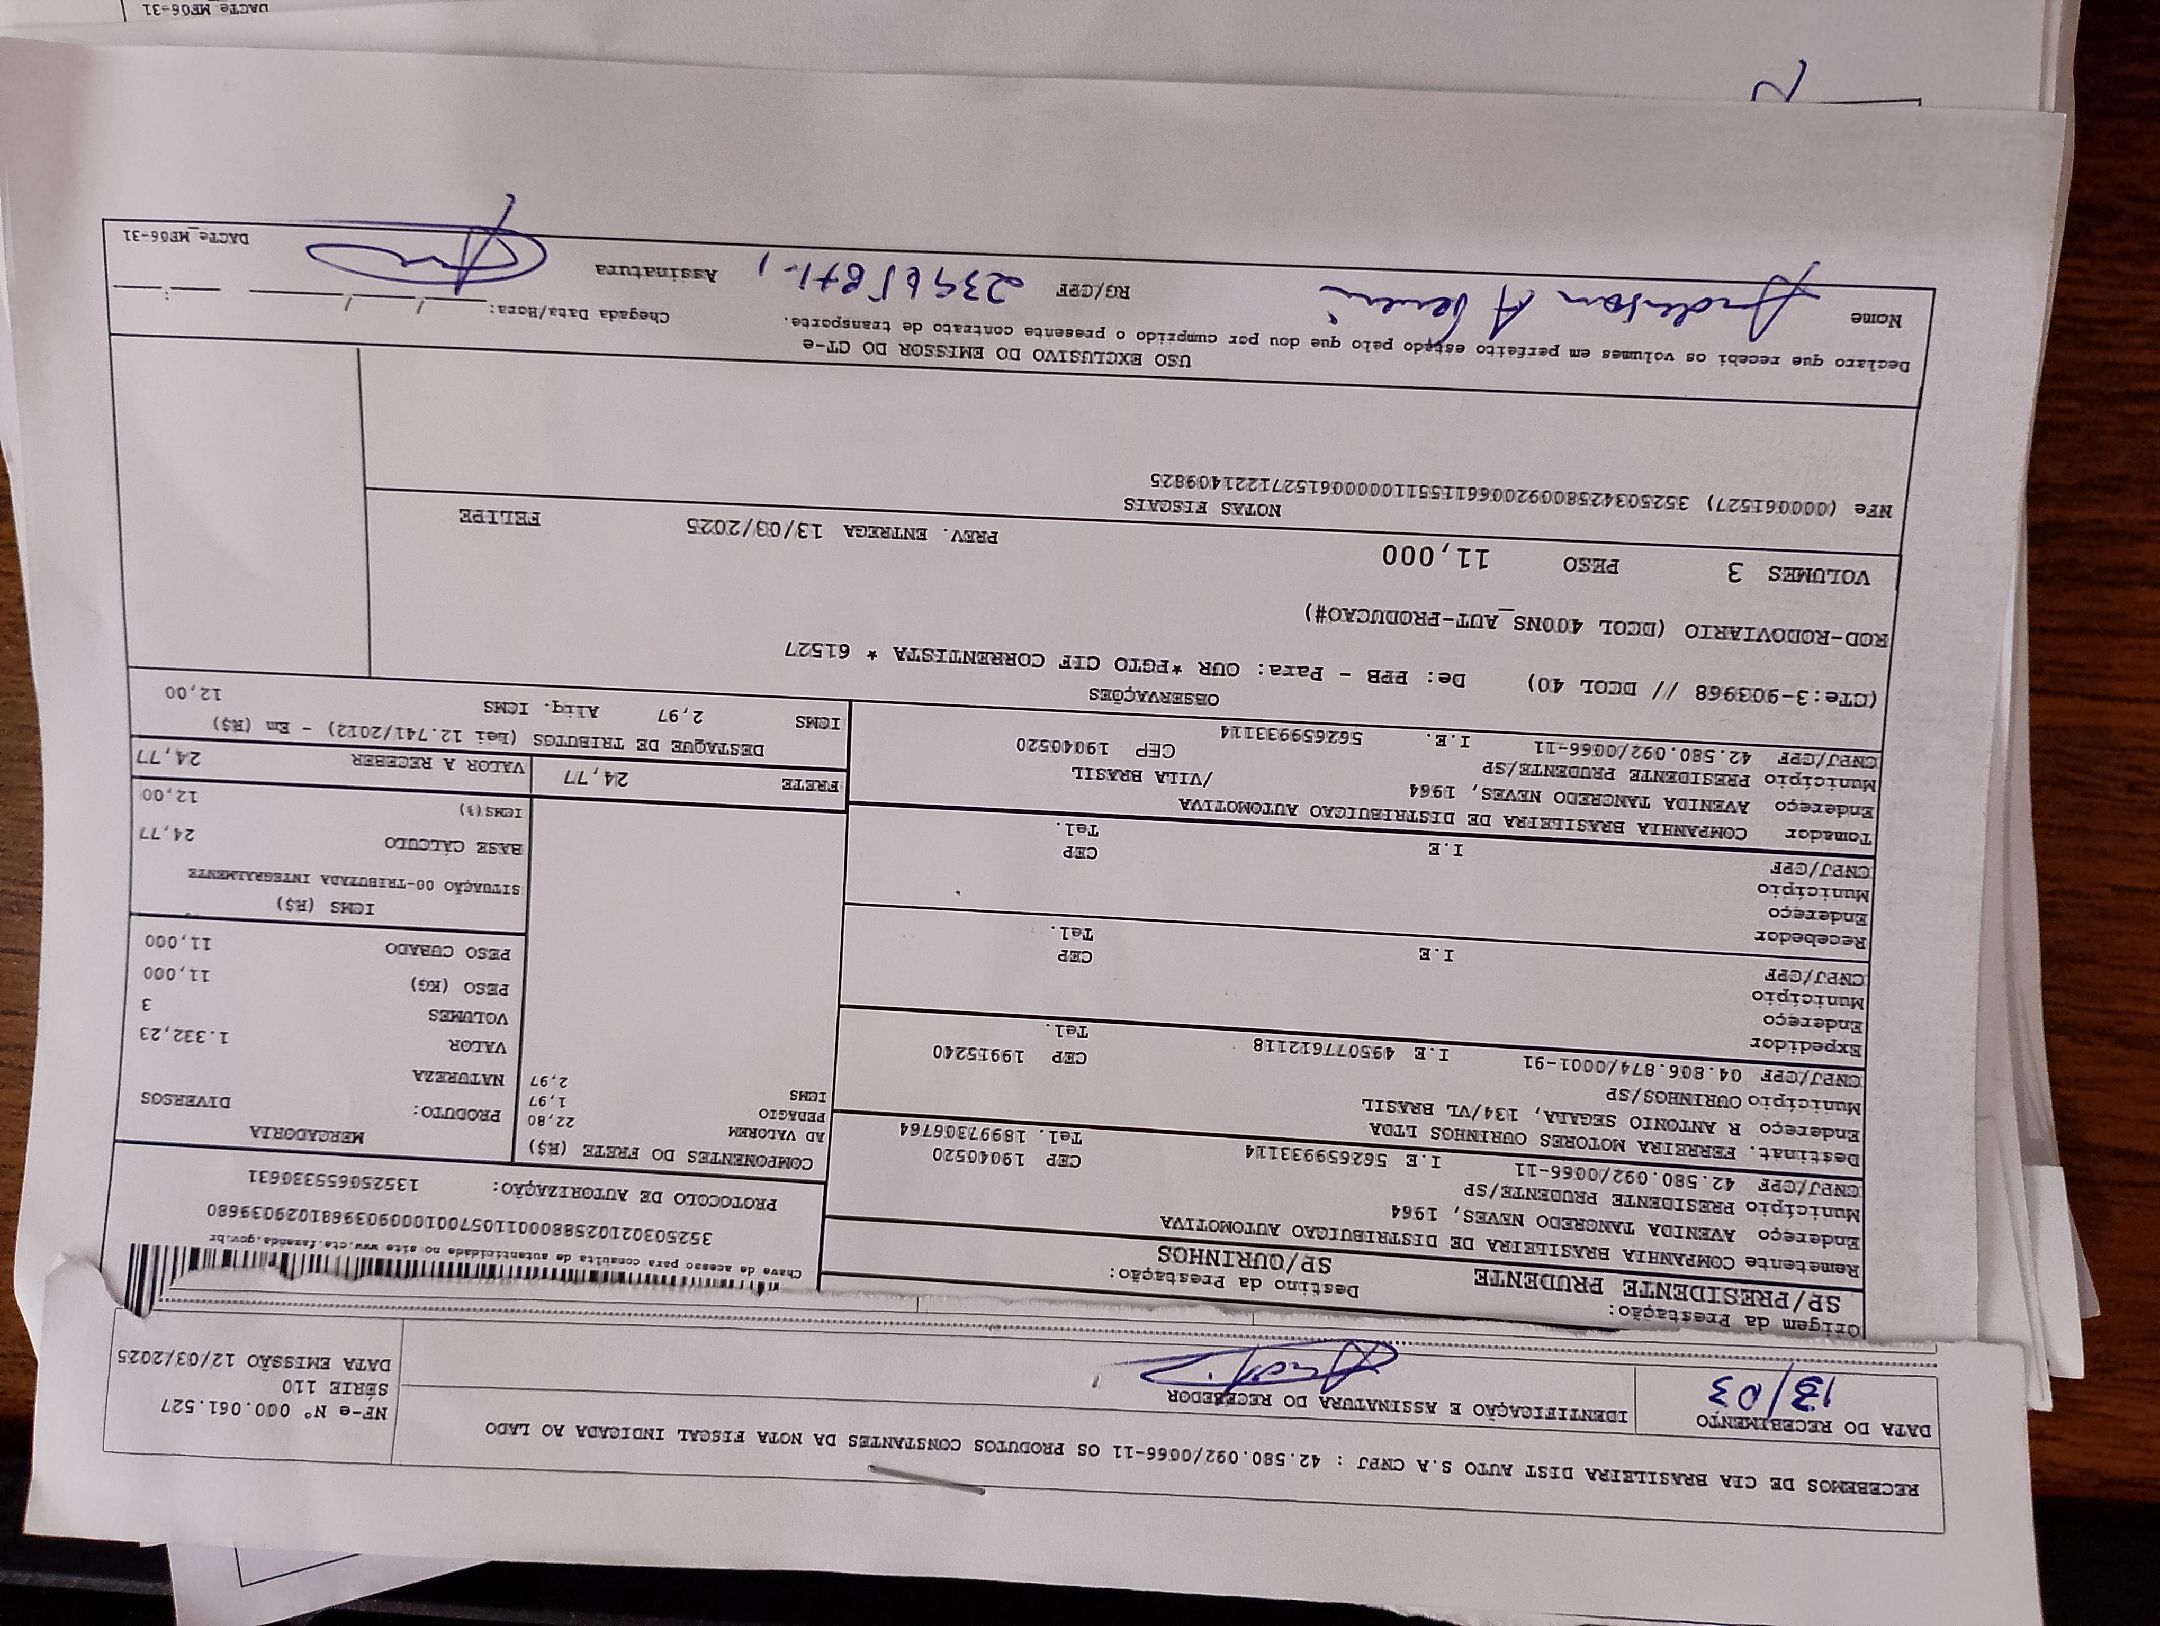 RECEBEMOS DE CIA BRASILEIRA DIST AUTO S.A CNPJ : 42.580.092/0066-11 OS PRODUTOS CONSTANTES DA NOTA FISCAL INDICADA AO LADO
DATA DO RECEBIMENTO
13/03
IDENTIFICAÇÃO E ASSINATURA DO RECEBEDOR
NF-e Nº 000.061.527
SÉRIE 110
DATA EMISSÃO 12/03/2025
Origem da Prestação:
SP/PRESIDENTE PRUDENTE
Destino da Prestação:
SP/OURINHOS
Remetente COMPANHIA BRASILEIRA DE DISTRIBUICAO AUTOMOTIVA
Endereço AVENIDA TANCREDO NEVES, 1964
Município PRESIDENTE PRUDENTE/SP CEP 19040520
CNPJ/CPF 42.580.092/0066-11 I.E 562659933114
Destinat. FERREIRA MOTORES OURINHOS LTDA Tel. 18997306764
Endereço R ANTONIO SEGALA, 134/VL BRASIL
Município OURINHOS/SP CEP 19915240
CNPJ/CPF 04.806.874/0001-91 I.E 495077612118
Expedidor Tel.
Endereço
Município CEP
CNPJ/CPF I.E
Recebedor Tel.
Endereço
Município CEP
CNPJ/CPF I.E
Tomador COMPANHIA BRASILEIRA DE DISTRIBUICAO AUTOMOTIVA Tel.
Endereço AVENIDA TANCREDO NEVES, 1964 /VILA BRASIL
Município PRESIDENTE PRUDENTE/SP CEP 19040520
CNPJ/CPF 42.580.092/0066-11 I.E. 562659933114
Chave de acesso para consulta de autenticidade no site www.cte.fazenda.gov.br
PROTOCOLO DE AUTORIZAÇÃO: 135250655330631
COMPONENTES DO FRETE (R$)
AD VALOREM 22,80
PEDAGIO 1,97
ICMS 2,97
MERCADORIA
PRODUTO: DIVERSOS
NATUREZA
VALOR 1.332,23
VOLUMES 3
PESO (KG) 11,000
PESO CUBADO 11,000
ICMS (R$)
SITUAÇÃO 00-TRIBUTADA INTEGRALMENTE
BASE CÁLCULO 24,77
ICMS(%) 12,00
FRETE 24,77
VALOR A RECEBER 24,77
DESTAQUE DE TRIBUTOS (Lei 12.741/2012) - Em (R$)
ICMS 2,97 Aliq. ICMS 12,00
OBSERVAÇÕES
(CTe:3-903968 // DCOL 40) De: PPB - Para: OUR *PGTO CIF CORRENTISTA * 61527
ROD-RODOVIARIO (DCOL 400NS_AUT-PRODUCAO#)
VOLUMES 3 PESO 11,000 PREV. ENTREGA 13/03/2025 FELIPE
NOTAS FISCAIS
NFe (000061527) 35250342580092006611551100000615271222140 9825
USO EXCLUSIVO DO EMISSOR DO CT-e
Declaro que recebi os volumes em perfeito estado pelo que dou por cumprido o presente contrato de transporte.
Chegada Data/Hora: / / :
Nome Anderson A
RG/CPF
Assinatura
DACTe_MF06-31
DACTe_MF06-31